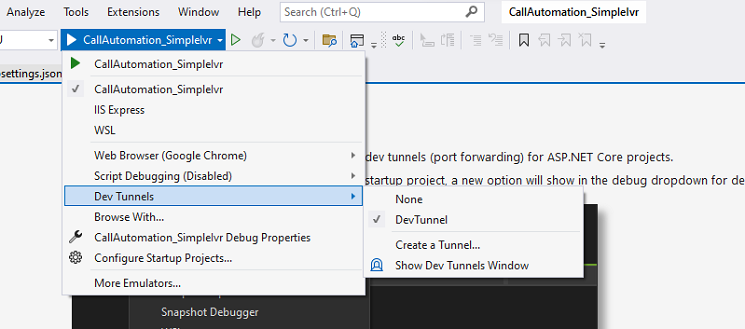 Analyze Tools Extensions Window Help Search (Ctrl+Q) CallAutomation_SimpleIvr
CallAutomation_SimpleIvr
settings.json
CallAutomation_SimpleIvr
CallAutomation_SimpleIvr
IIS Express
WSL
Web Browser (Google Chrome)
dev tunnels (port forwarding) for ASP.NET Core projects.
Script Debugging (Disabled)
startup project, a new option will show in the debug dropdown for de
Dev Tunnels
None
Browse With...
DevTunnel
CallAutomation_SimpleIvr Debug Properties
Create a Tunnel...
Configure Startup Projects...
Show Dev Tunnels Window
More Emulators...
Snapshot Debugger